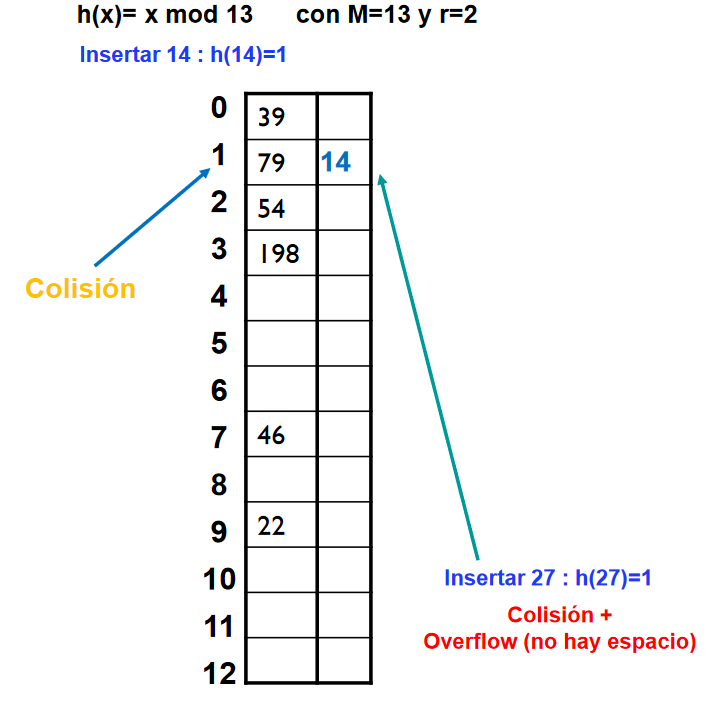 h(x)= x mod 13 con M=13 y r=2
Insertar 14 : h(14)=1
0 39
1 79 14
2 54
3 198
Colisión
4
5
6
7 46
8
9 22
10
Insertar 27 : h(27)=1
Colisión +
11
Overflow (no hay espacio)
12